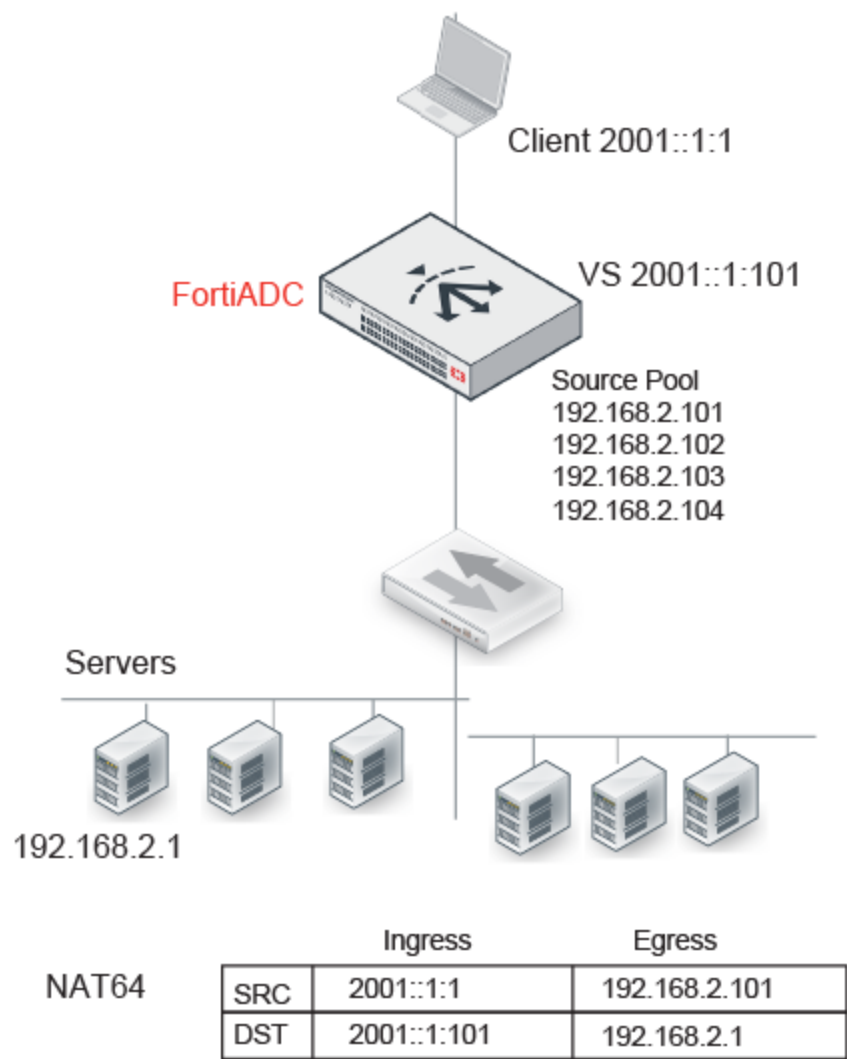 Client 2001::1:1
FortiADC
VS 2001::1:101
Source Pool
192.168.2.101
192.168.2.102
192.168.2.103
192.168.2.104
Servers
192.168.2.1
Ingress Egress
NAT64
SRC 2001::1:1 192.168.2.101
DST 2001::1:101 192.168.2.1